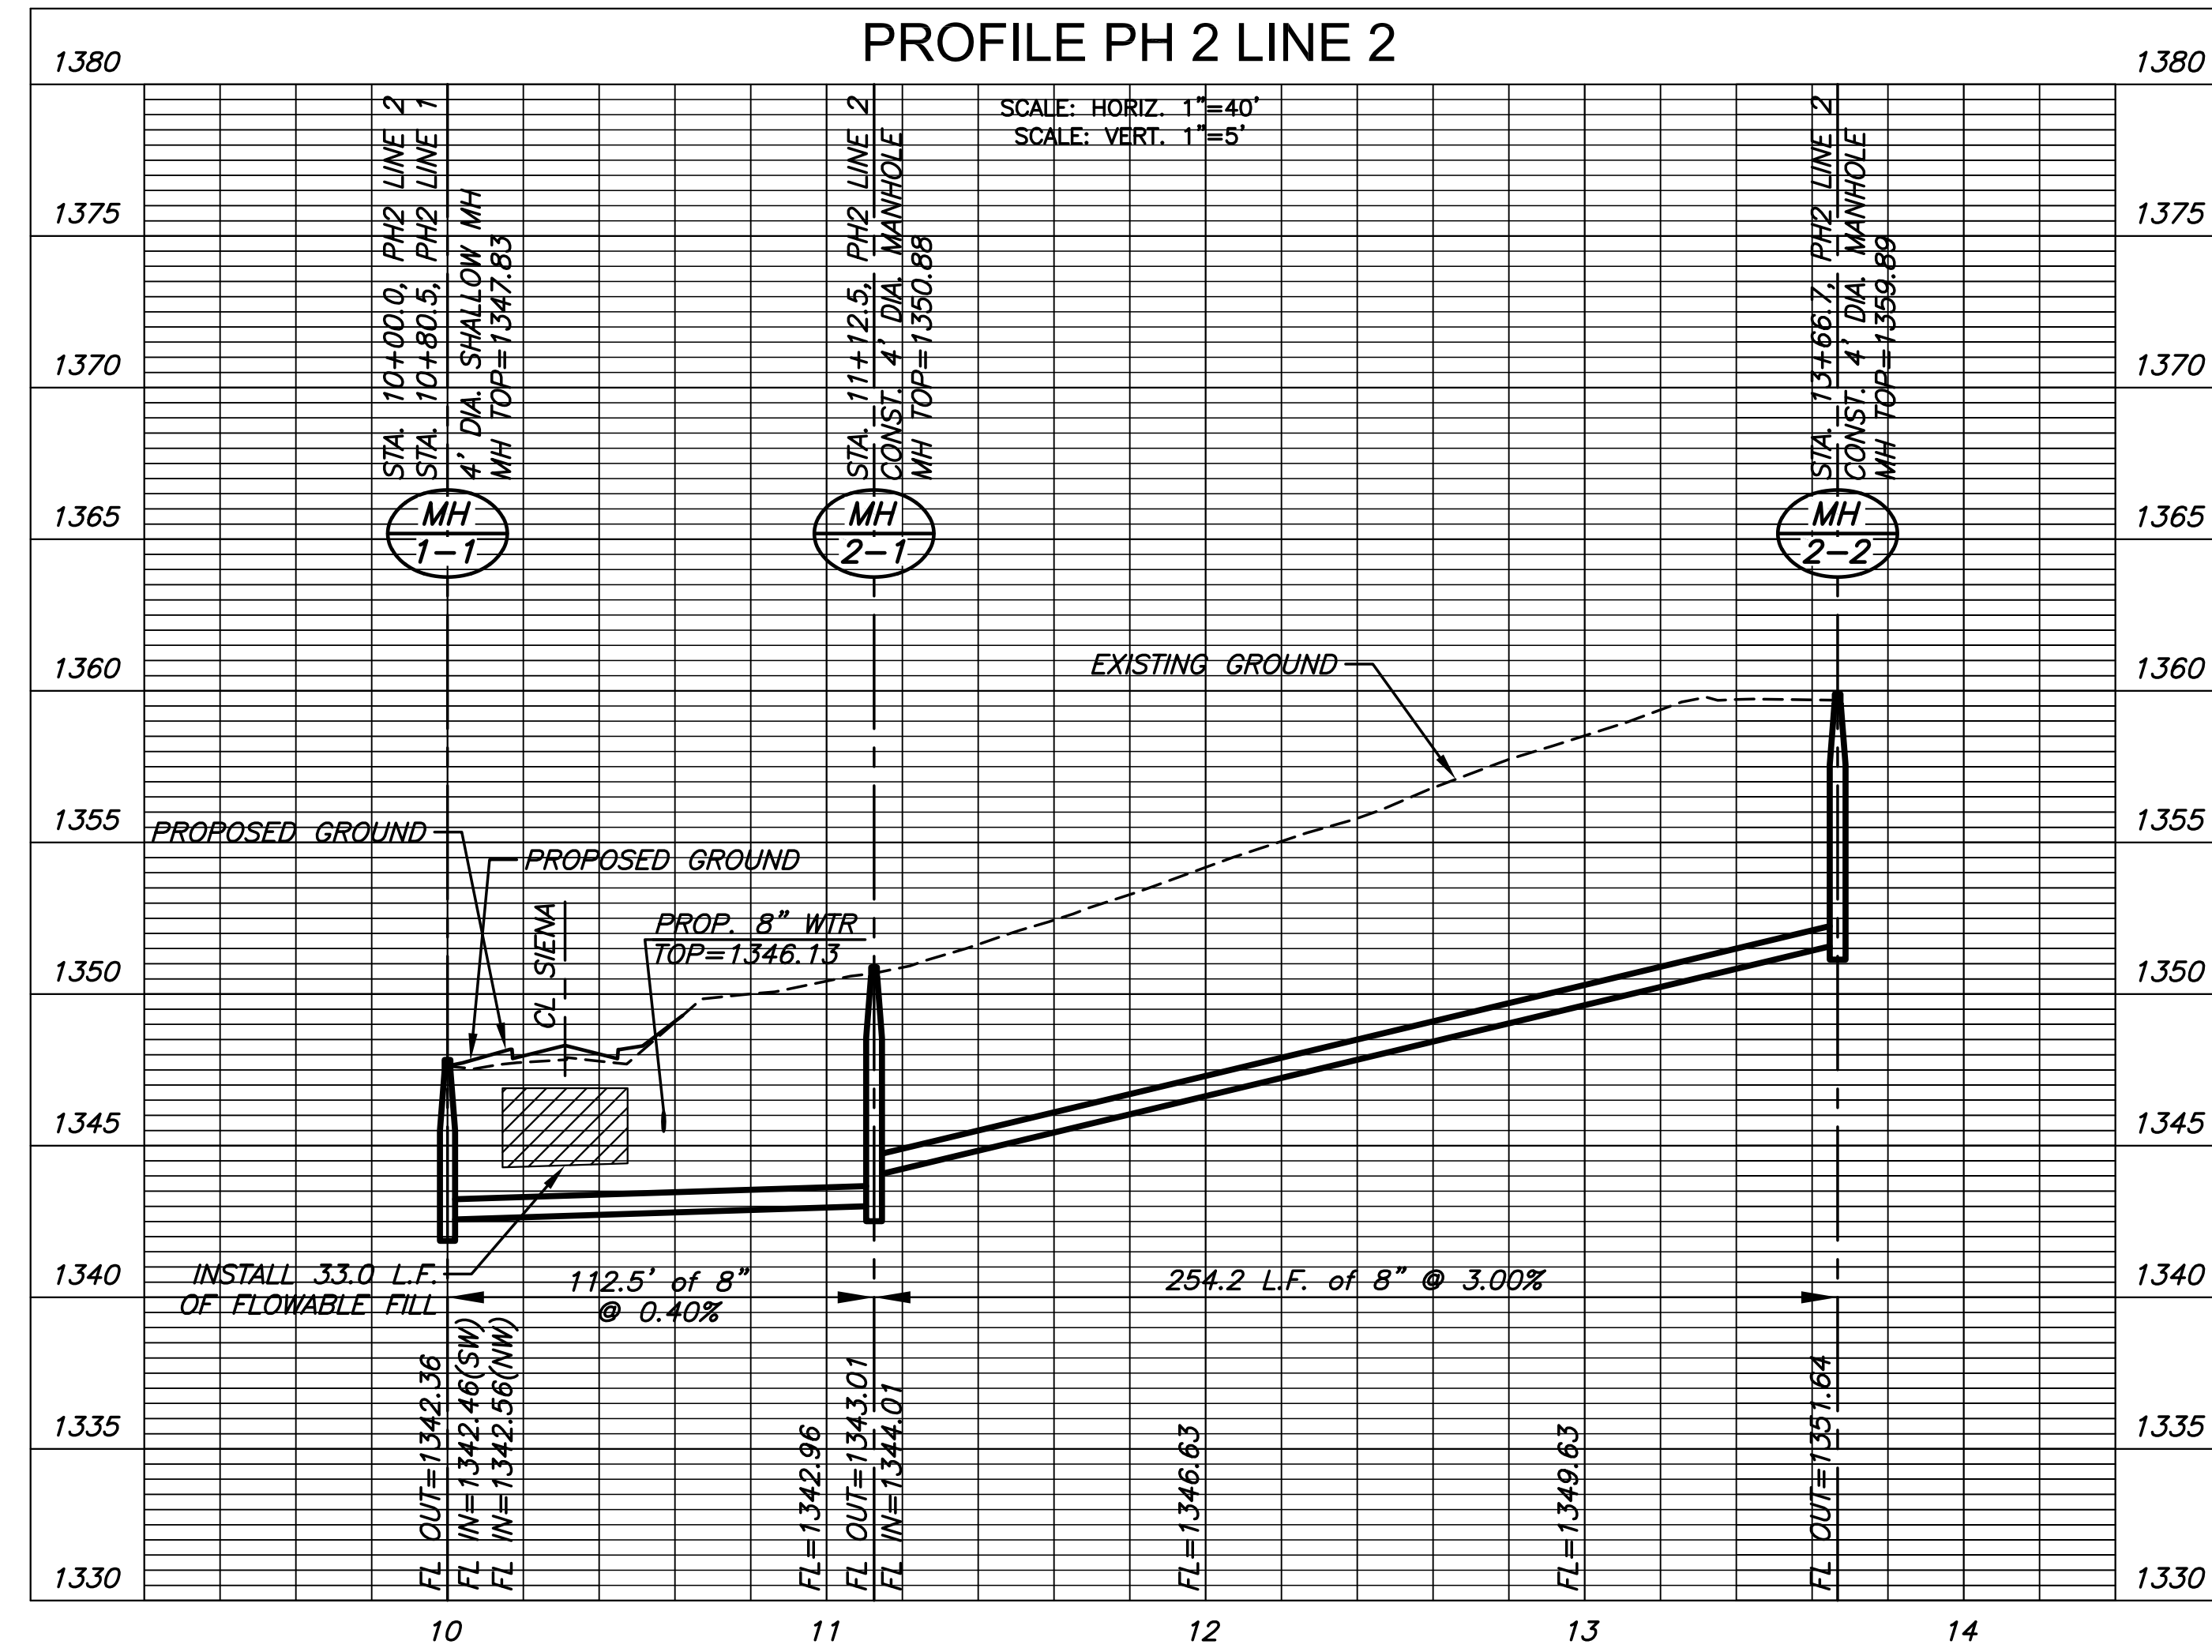 PROFILE PH 2 LINE 2
SCALE: HORIZ. 1"=40'
SCALE: VERT. 1"=5'
1380
1380
1375
1375
1370
1370
1365
1365
1360
1360
1355
1355
1350
1350
1345
1345
1340
1340
1335
1335
1330
1330
STA. 10+00.0, PH2 LINE 2
STA. 10+80.5, PH2 LINE 1
4' DIA. SHALLOW MH
MH TOP=1347.83
MH
1-1
STA. 11+12.5, PH2 LINE 2
CONST. 4' DIA. MANHOLE
MH TOP=1350.88
MH
2-1
STA. 13+66.7, PH2 LINE 2
CONST. 4' DIA. MANHOLE
MH TOP=1359.89
MH
2-2
EXISTING GROUND
PROPOSED GROUND
PROPOSED GROUND
CL SIENA
PROP. 8" WTR
TOP=1346.13
INSTALL 33.0 L.F.
OF FLOWABLE FILL
112.5' of 8"
@ 0.40%
254.2 L.F. of 8" @ 3.00%
FL OUT=1342.36
FL IN=1342.46(SW)
FL IN=1342.56(NW)
FL=1342.96
FL OUT=1343.01
FL IN=1344.01
FL=1346.63
FL=1349.63
FL OUT=1351.64
10
11
12
13
14